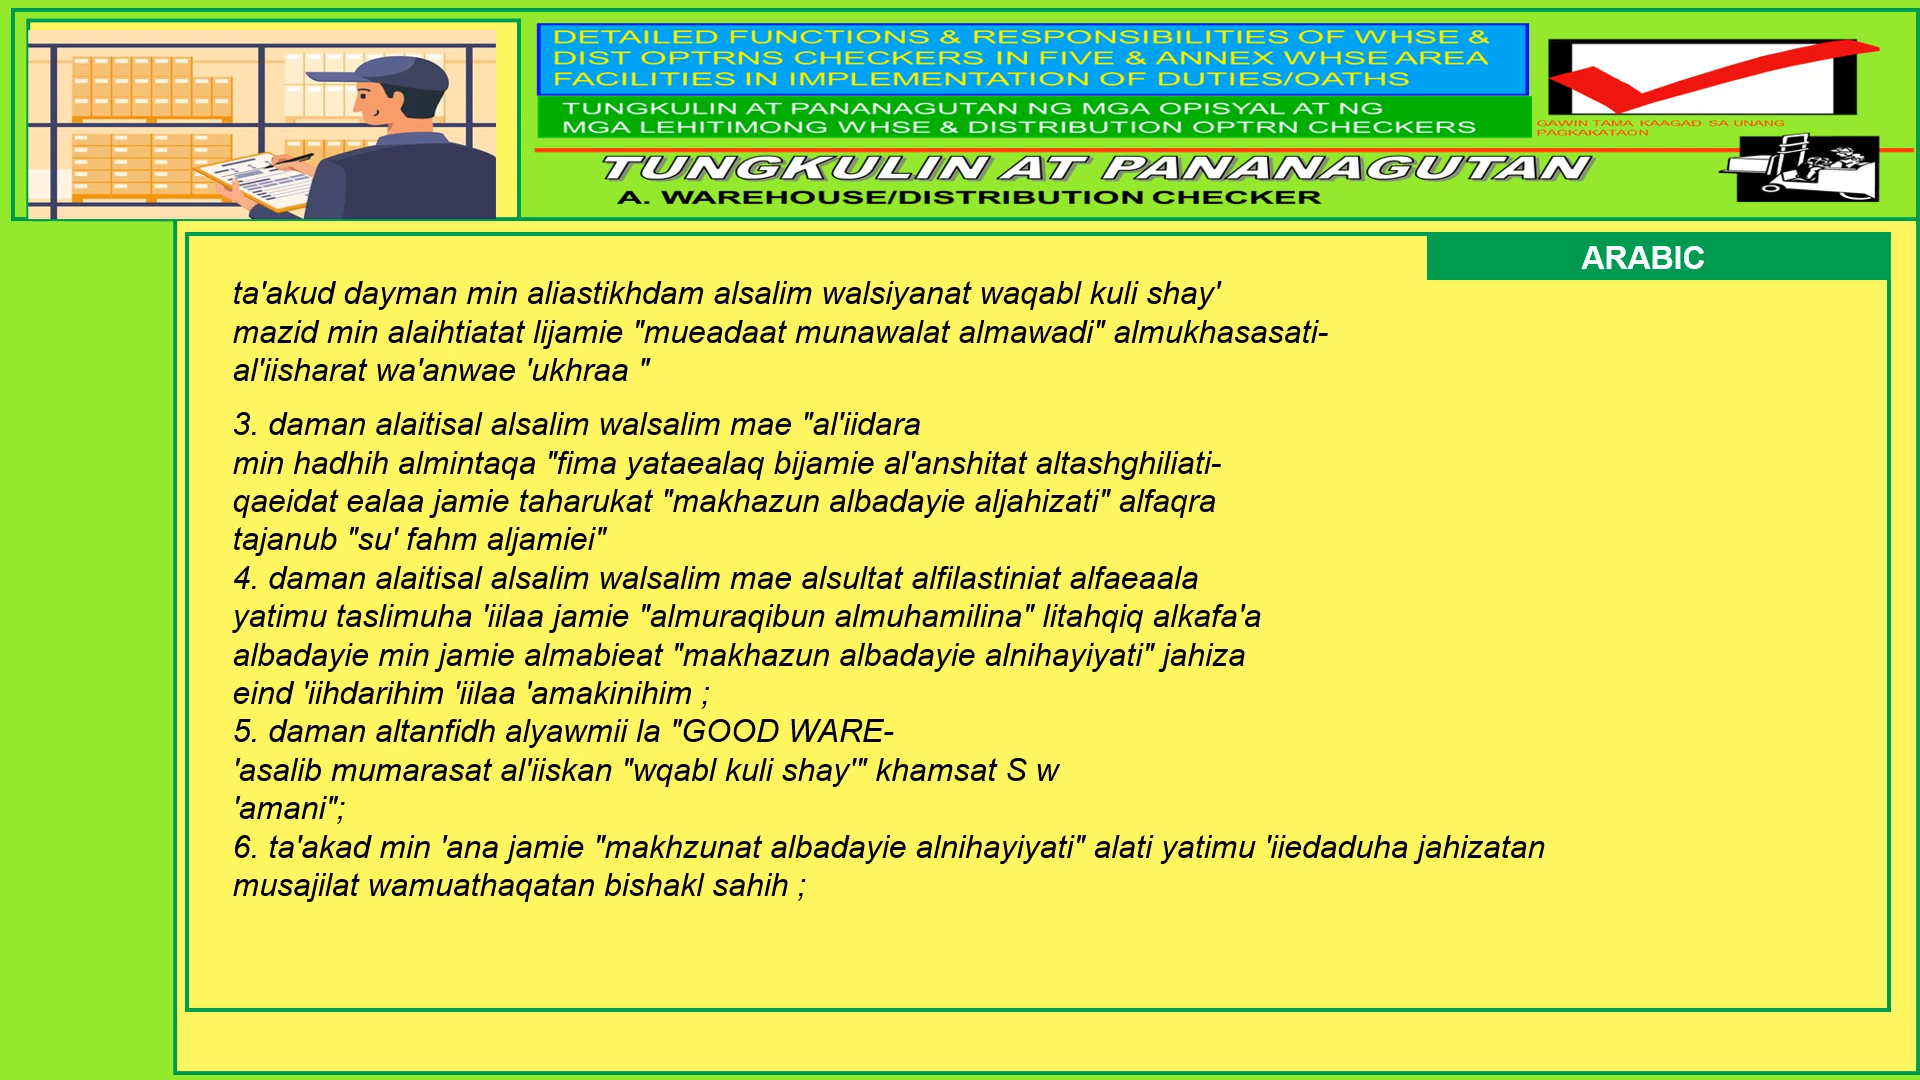 DETAILED FUNCTIONS & RESPONSIBILITIES OF WHSE &
DIST OPTRNS CHECKERS IN FIVE & ANNEX WHSE AREA
FACILITIES IN IMPLEMENTATION OF DUTIES/OATHS
TUNGKULIN AT PANANAGUTAN NG MGA OPISYAL AT NG
MGA LEHITIMONG WHSE & DISTRIBUTION OPTRN CHECKERS
GAWIN TAMA KAAGAD SA UNANG
PAGKAKATAON
TUNGKULIN AT PANANAGUTAN
A. WAREHOUSE/DISTRIBUTION CHECKER
ARABIC
ta'akud dayman min aliastikhdam alsalim walsiyanat waqabl kuli shay'
mazid min alaihtiatat lijamie "mueadaat munawalat almawadi" almukhasasati-
al'iisharat wa'anwae 'ukhraa "
3. daman alaitisal alsalim walsalim mae "al'iidara
min hadhih almintaqa "fima yataealaq bijamie al'anshitat altashghiliati-
qaeidat ealaa jamie taharukat "makhazun albadayie aljahizati" alfaqra
tajanub "su' fahm aljamiei"
4. daman alaitisal alsalim walsalim mae alsultat alfilastiniat alfaeaala
yatimu taslimuha 'iilaa jamie "almuraqibun almuhamilina" litahqiq alkafa'a
albadayie min jamie almabieat "makhazun albadayie alnihayiyati" jahiza
eind 'iihdarihim 'iilaa 'amakinihim ;
5. daman altanfidh alyawmii la "GOOD WARE-
'asalib mumarasat al'iiskan "wqabl kuli shay'" khamsat S w
'amani";
6. ta'akad min 'ana jamie "makhzunat albadayie alnihayiyati" alati yatimu 'iiedaduha jahizatan
musajilat wamuathaqatan bishakl sahih ;